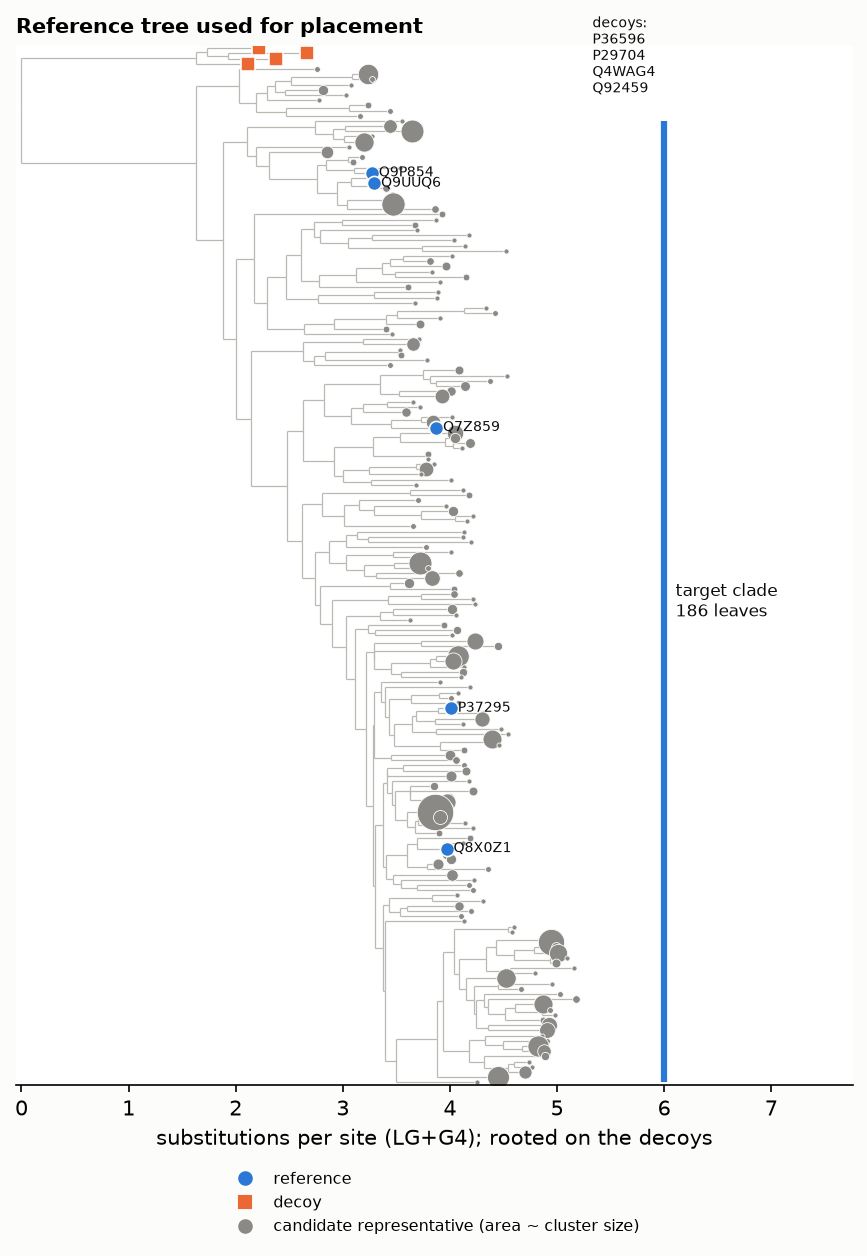 Reference tree used for placement
decoys:
P36596
P29704
Q4WAG4
Q92459
Q9P854
Q9UUQ6
Q7Z859
target clade
186 leaves
P37295
Q8X0Z1
0 1 2 3 4 5 6 7
substitutions per site (LG+G4); rooted on the decoys
reference
decoy
candidate representative (area ~ cluster size)